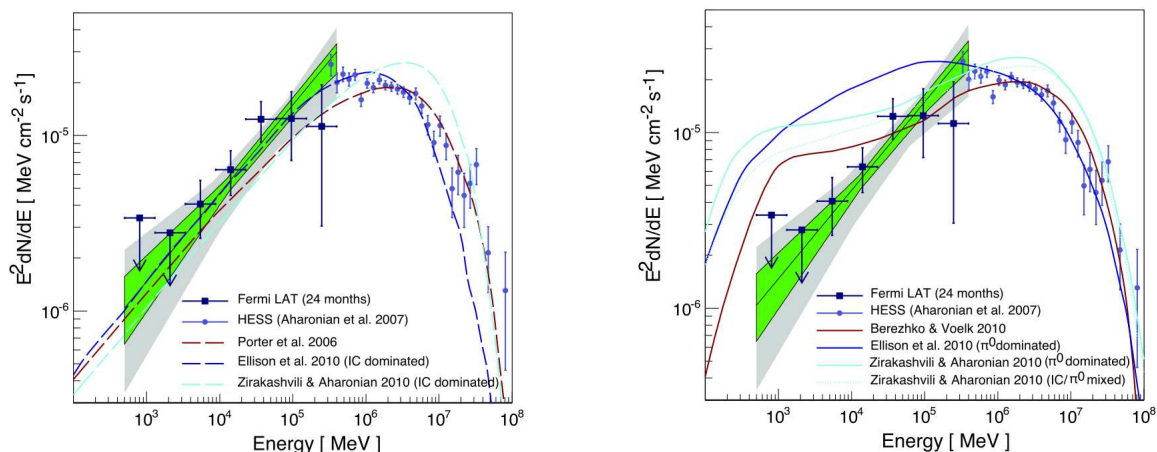 E²dN/dE [ MeV cm⁻² s⁻¹]
10⁻⁵
10⁻⁶
Fermi LAT (24 months)
HESS (Aharonian et al. 2007)
Porter et al. 2006
Ellison et al. 2010 (IC dominated)
Zirakashvili & Aharonian 2010 (IC dominated)
10³ 10⁴ 10⁵ 10⁶ 10⁷ 10⁸
Energy [ MeV]
E²dN/dE [ MeV cm⁻² s⁻¹]
10⁻⁵
10⁻⁶
Fermi LAT (24 months)
HESS (Aharonian et al. 2007)
Berezhko & Voelk 2010
Ellison et al. 2010 (π⁰dominated)
Zirakashvili & Aharonian 2010 (π⁰ dominated)
Zirakashvili & Aharonian 2010 (IC/π⁰ mixed)
10³ 10⁴ 10⁵ 10⁶ 10⁷ 10⁸
Energy [ MeV]